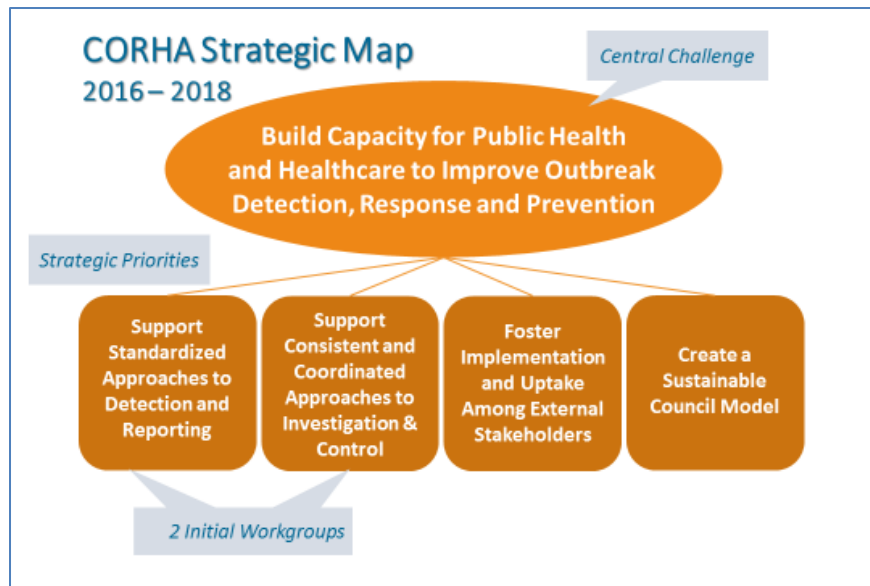 CORHA Strategic Map
2016 – 2018
Central Challenge
Build Capacity for Public Health
and Healthcare to Improve Outbreak
Detection, Response and Prevention
Strategic Priorities
Support
Standardized
Approaches to
Detection and
Reporting
Support
Consistent and
Coordinated
Approaches to
Investigation &
Control
Foster
Implementation
and Uptake
Among External
Stakeholders
Create a
Sustainable
Council Model
2 Initial Workgroups